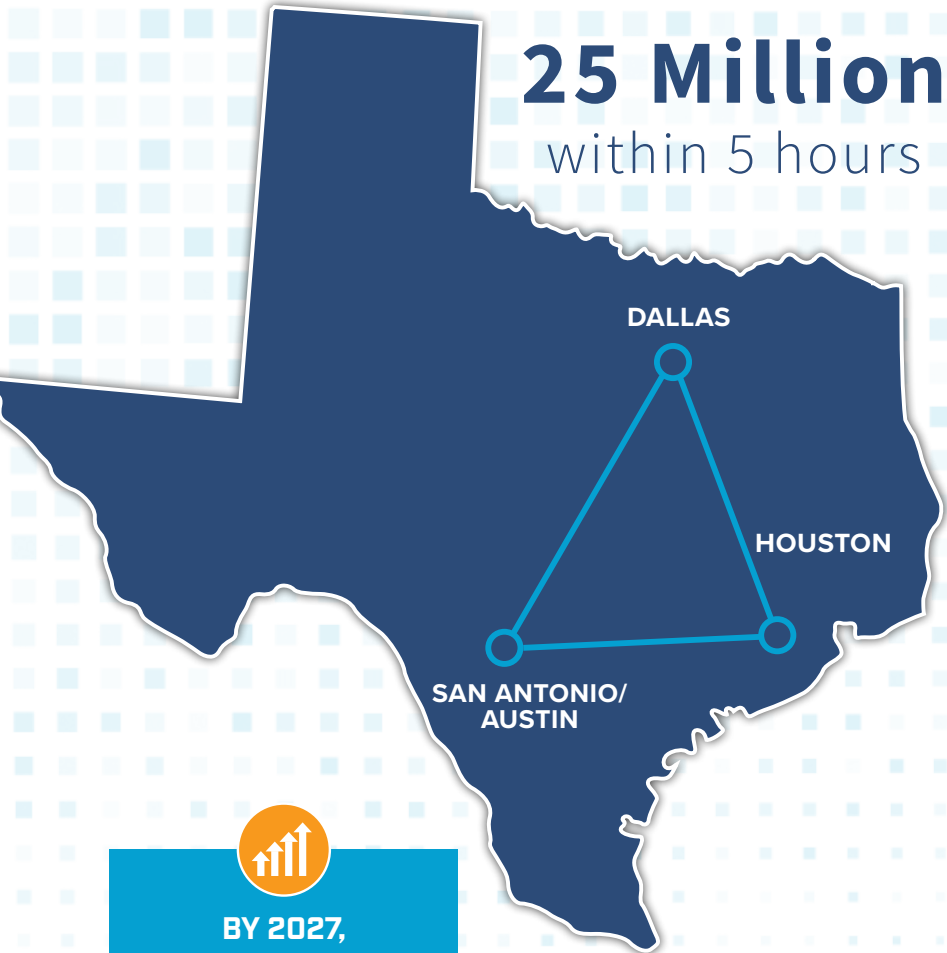 25 Million
within 5 hours
DALLAS
HOUSTON
SAN ANTONIO/
AUSTIN
BY 2027,